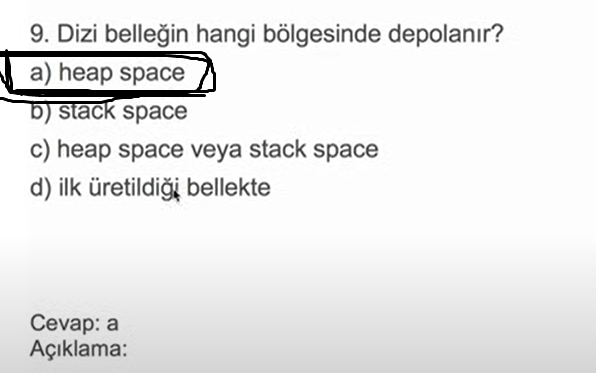 9. Dizi belleğin hangi bölgesinde depolanır?
a) heap space
b) stack space
c) heap space veya stack space
d) ilk üretildiği bellekte
Cevap: a
Açıklama: